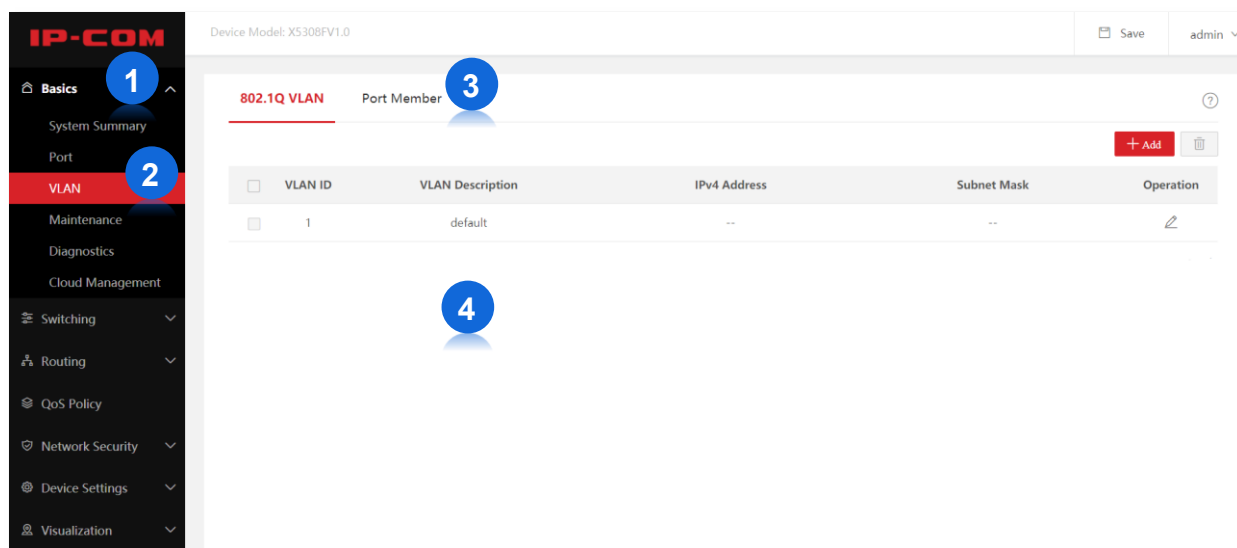 IP-COM
Device Model: X5308FV1.0
Save
admin
Basics
1
System Summary
Port
VLAN
2
Maintenance
Diagnostics
Cloud Management
Switching
Routing
QoS Policy
Network Security
Device Settings
Visualization
802.1Q VLAN Port Member
3
?
+ Add
VLAN ID VLAN Description IPv4 Address Subnet Mask Operation
1 default -- --
4